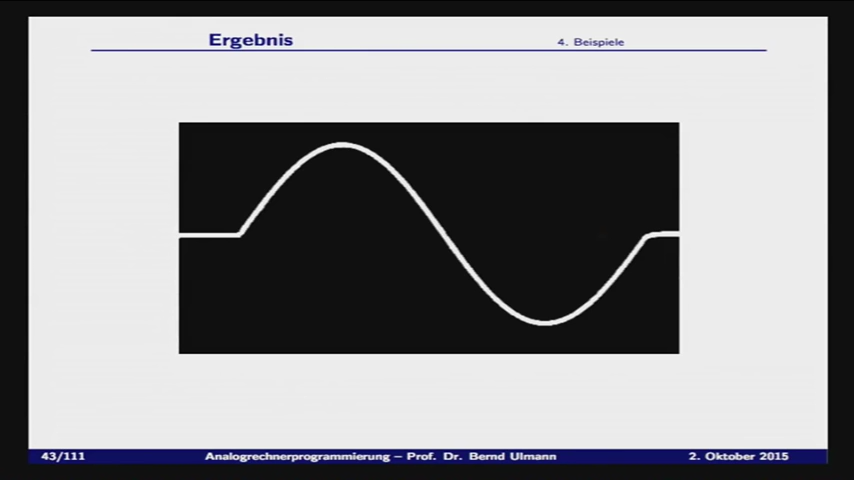 Ergebnis
4. Beispiele
43/111
Analogrechnerprogrammierung – Prof. Dr. Bernd Ulmann
2. Oktober 2015